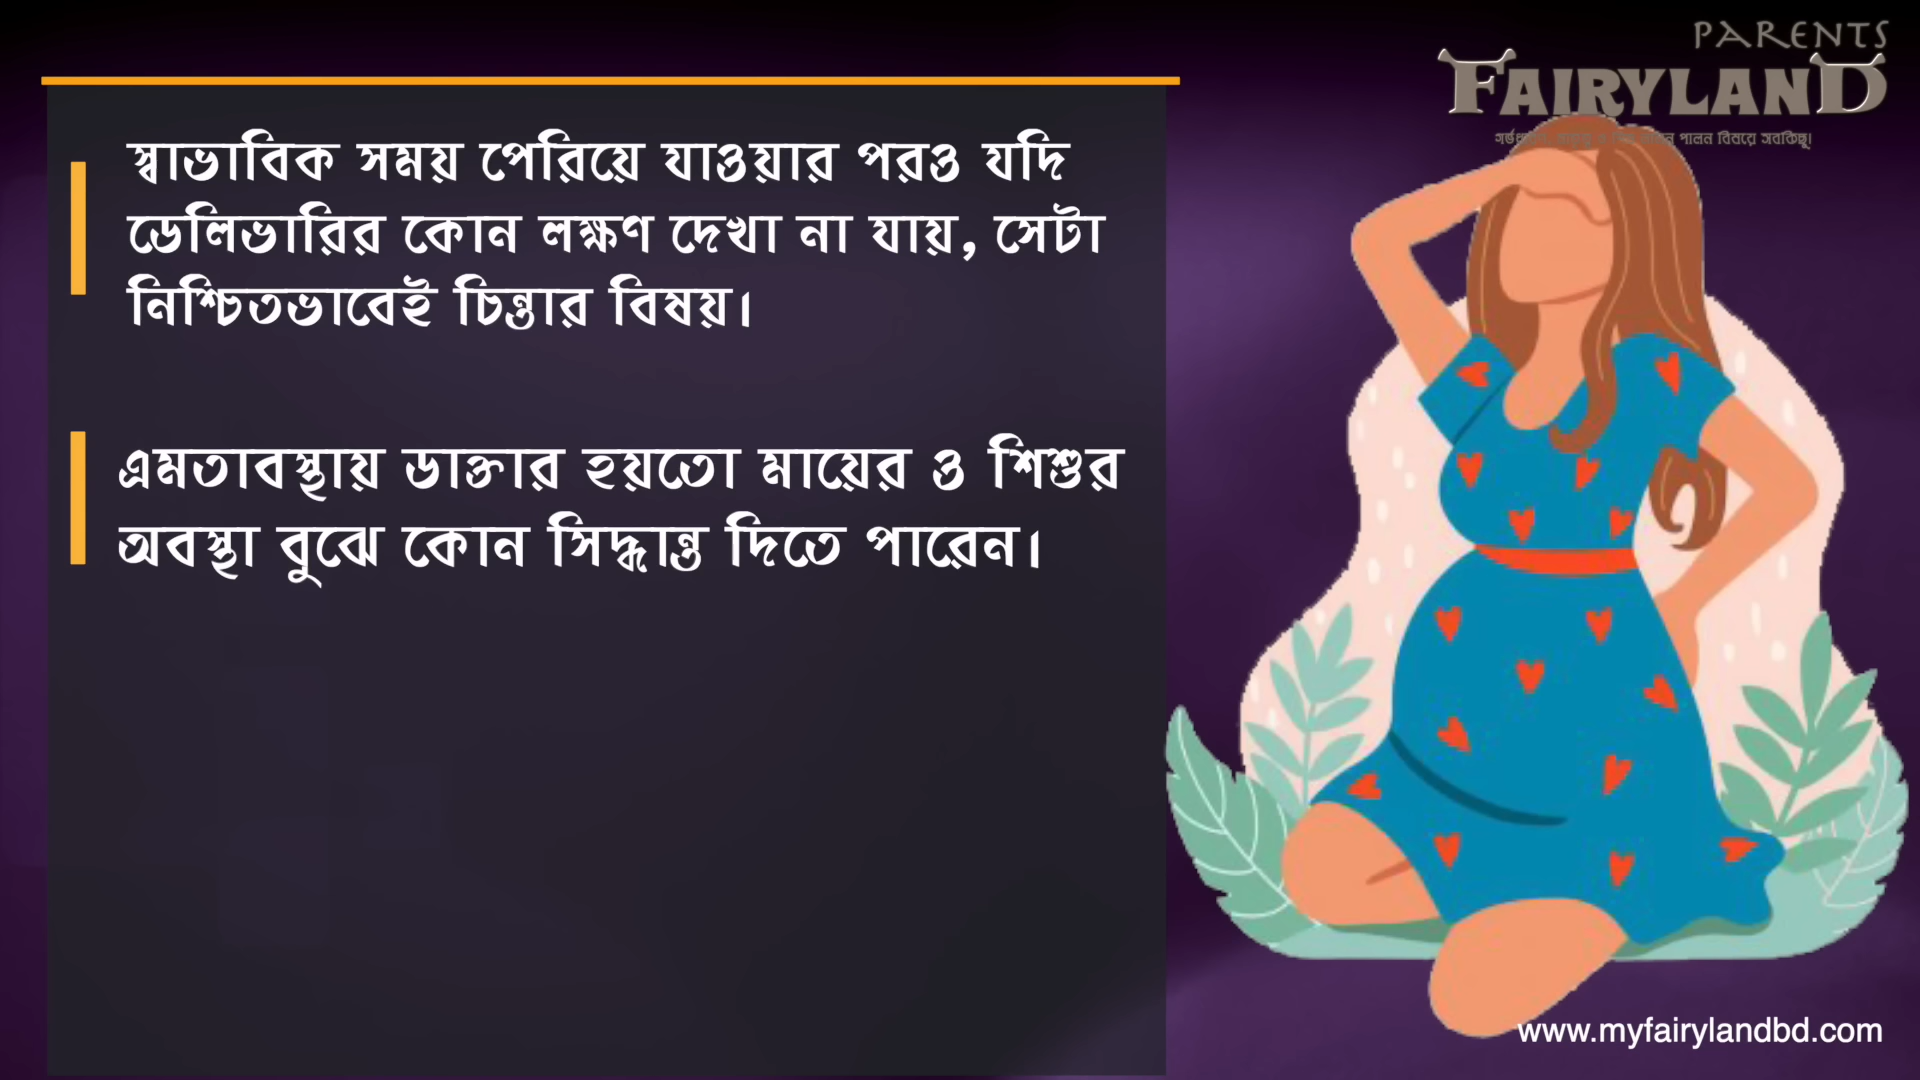 PARENTS
FAIRYLAND
পালন বিষয়ে সবকিছু!
স্বাভাবিক সময় পেরিয়ে যাওয়ার পরও যদি
ডেলিভারির কোন লক্ষণ দেখা না যায়, সেটা
নিশ্চিতভাবেই চিন্তার বিষয়।
এমতাবস্থায় ডাক্তার হয়তো মায়ের ও শিশুর
অবস্থা বুঝে কোন সিদ্ধান্ত দিতে পারেন।
www.myfairylandbd.com